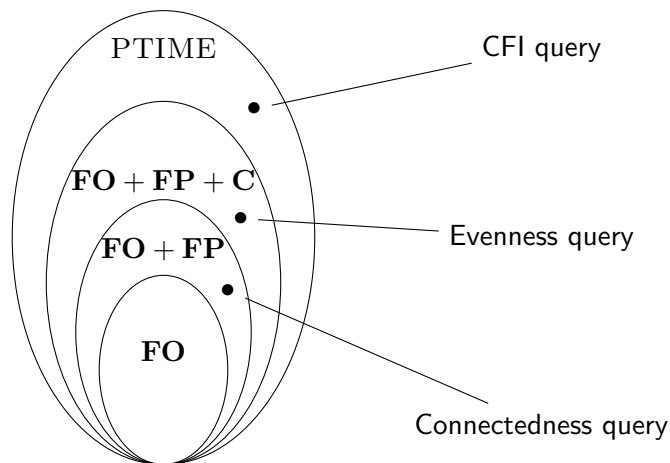 PTIME
CFI query
FO + FP + C
Evenness query
FO + FP
FO
Connectedness query